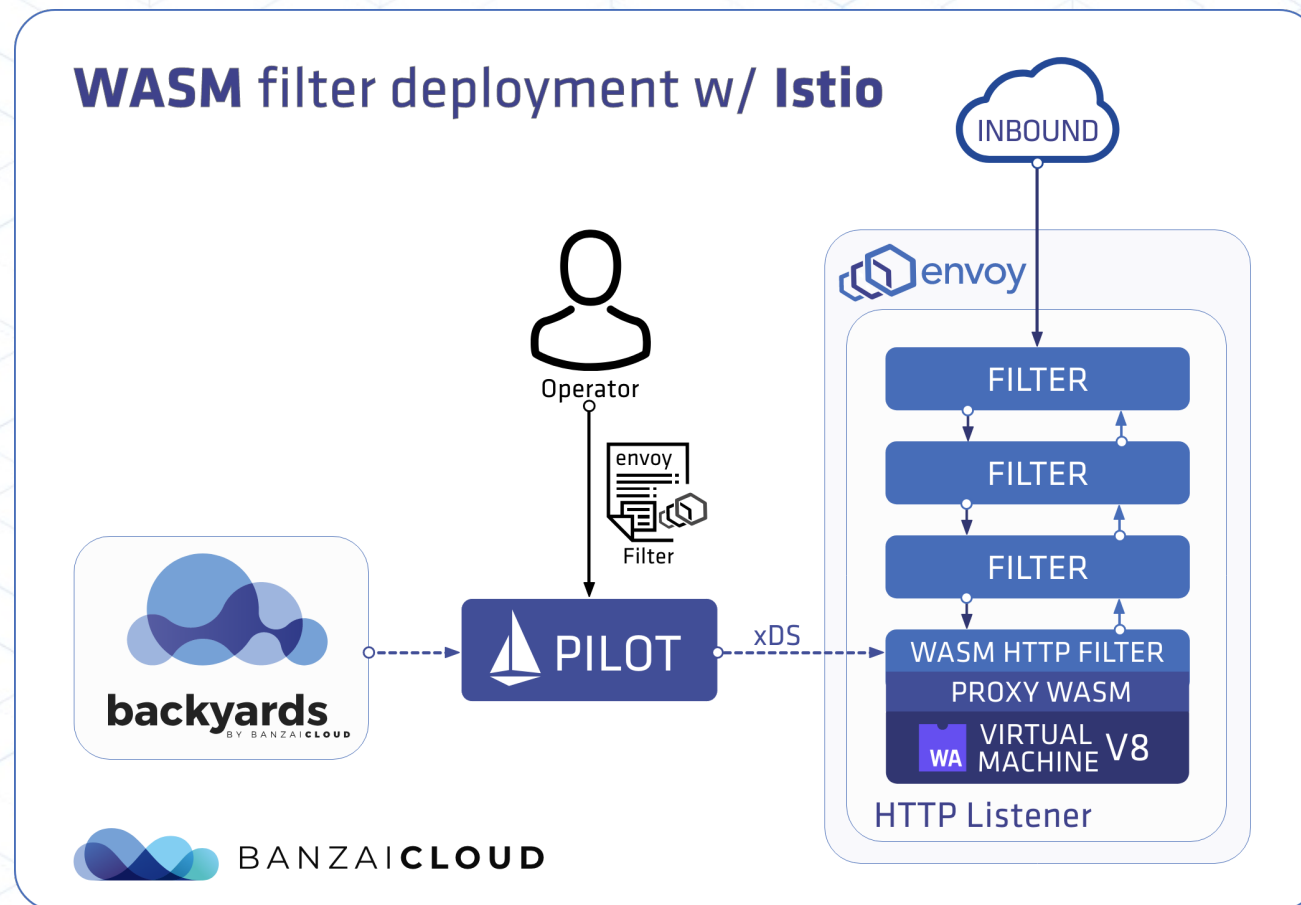 WASM filter deployment w/ Istio
INBOUND
envoy
FILTER
FILTER
FILTER
WASM HTTP FILTER
PROXY WASM
WA
VIRTUAL
MACHINE
V8
HTTP Listener
Operator
envoy
Filter
backyards
BY BANZAICLOUD
PILOT
xDS
BANZAICLOUD